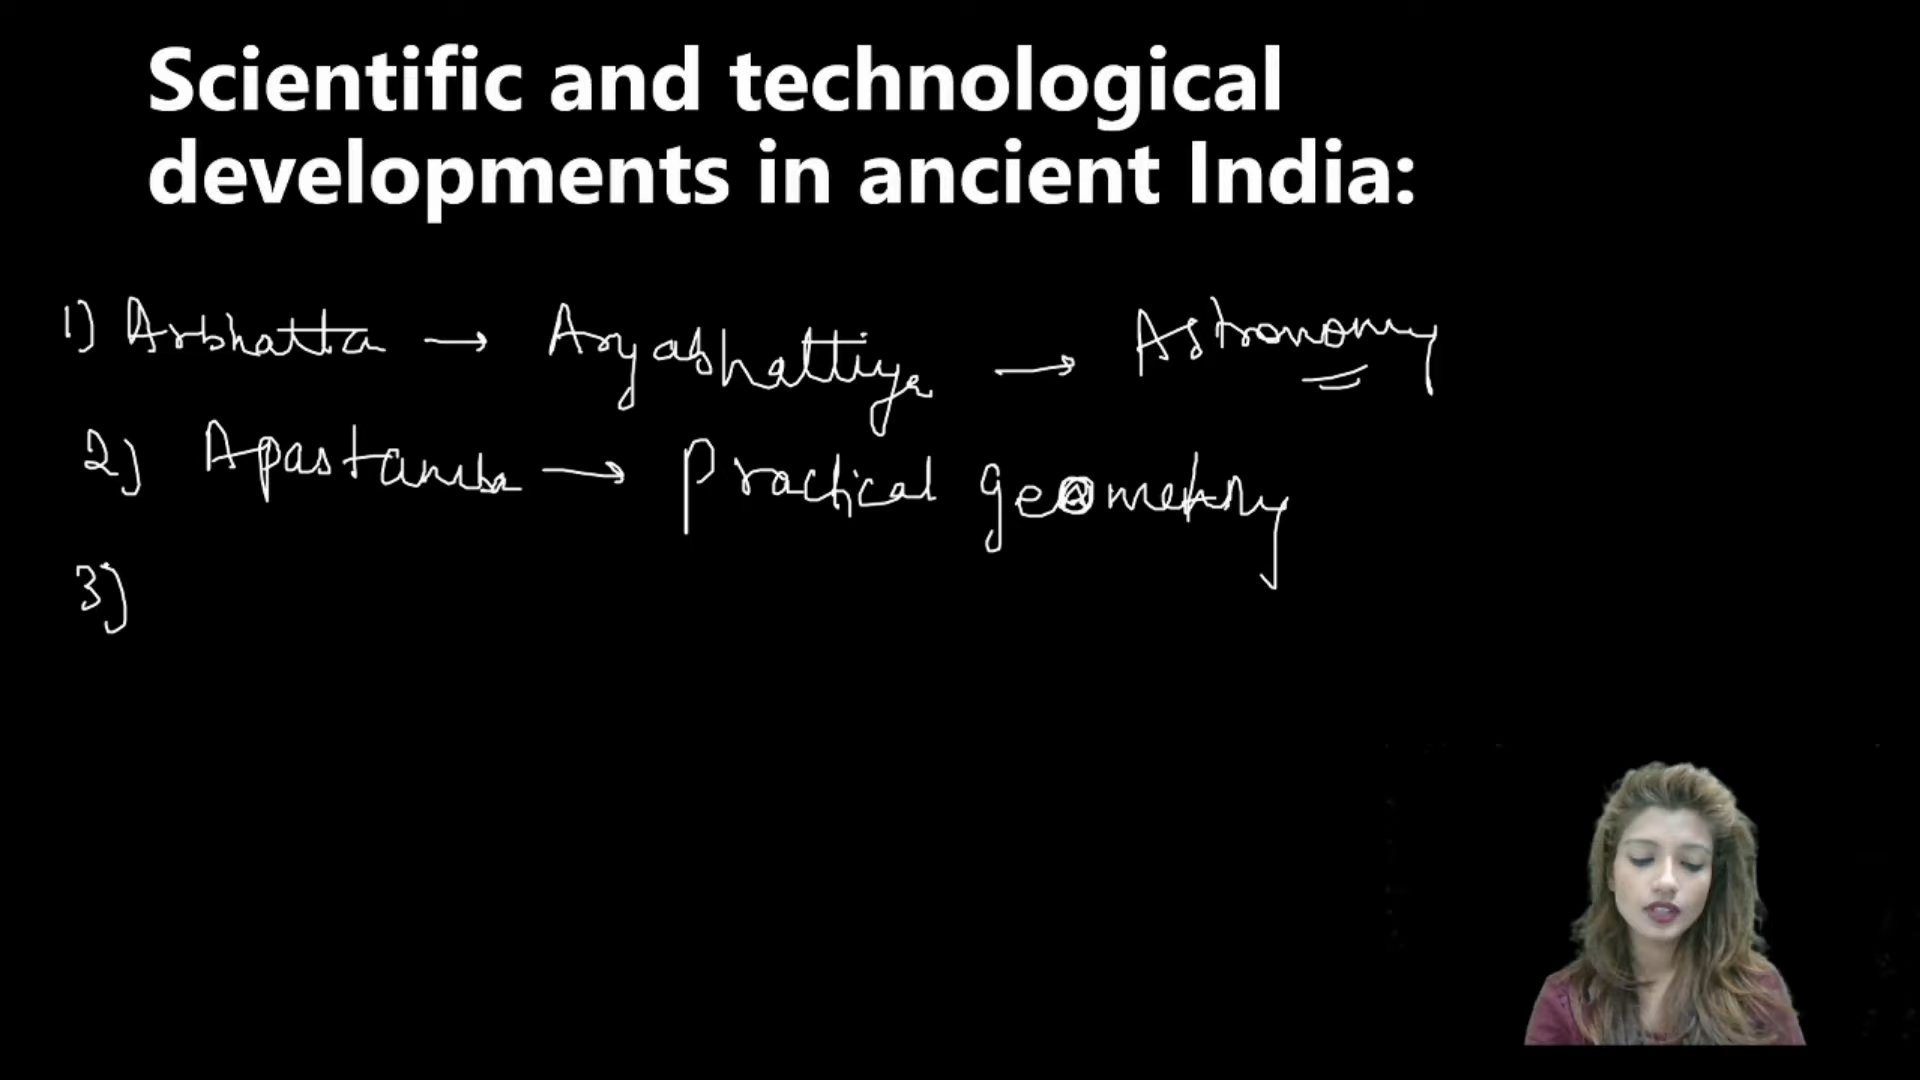 Scientific and technological
developments in ancient India:
1) Arbhatta → Aryabhattiya → Astronomy
2) Apastamba → Practical geometry
3)